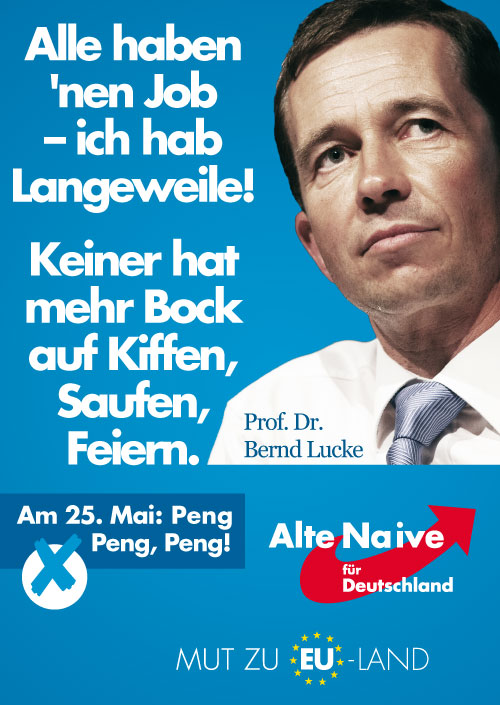 Alle haben
'nen Job
– ich hab
Langeweile!
Keiner hat
mehr Bock
auf Kiffen,
Saufen,
Feiern.
Prof. Dr.
Bernd Lucke
Am 25. Mai: Peng
Peng, Peng!
Alte Naive
für
Deutschland
MUT ZU EU-LAND